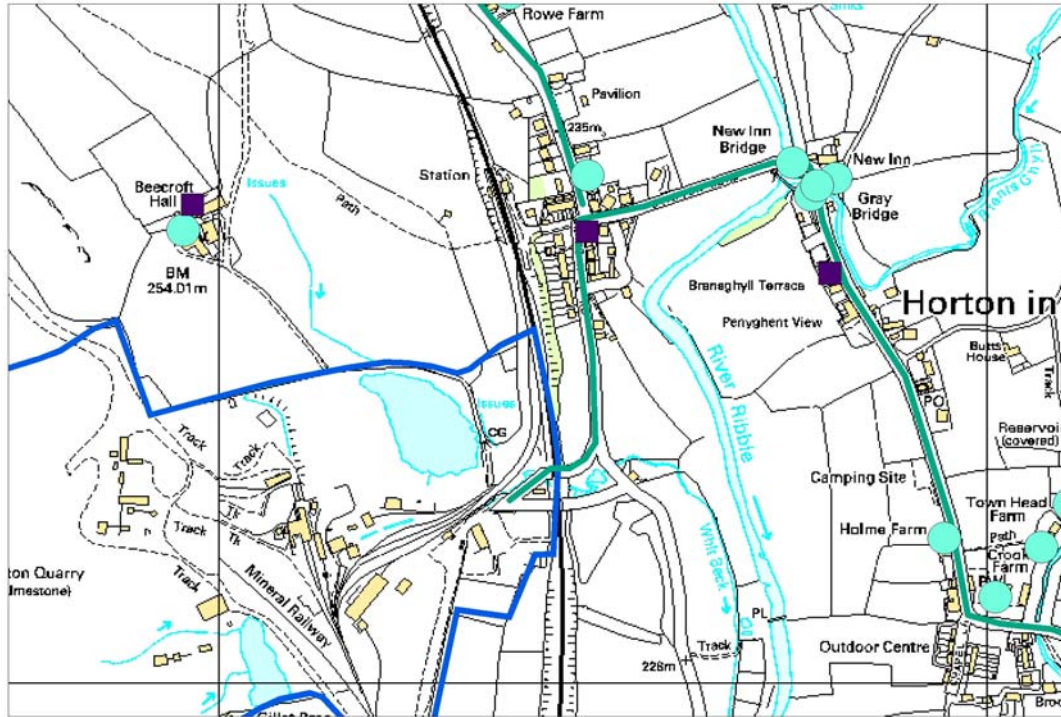 Rowe Farm
Sinks
Pavilion
235m
New Inn
Bridge
New Inn
Station
Beecroft
Hall
Issues
Path
Gray
Bridge
BM
254.01m
Bransghyll Terrace
Horton in
Penyghent View
Butts
House
River Ribble
Track
PO
Issues
CG
Reservoi
(covered)
Track
Track
Camping Site
Town Head
Farm
Tk
Track
Tk
Holme Farm
Path
Crook
Farm
ton Quarry
(Limestone)
Track
Mineral Railway
Whit Beck
PL
Track
228m
Outdoor Centre